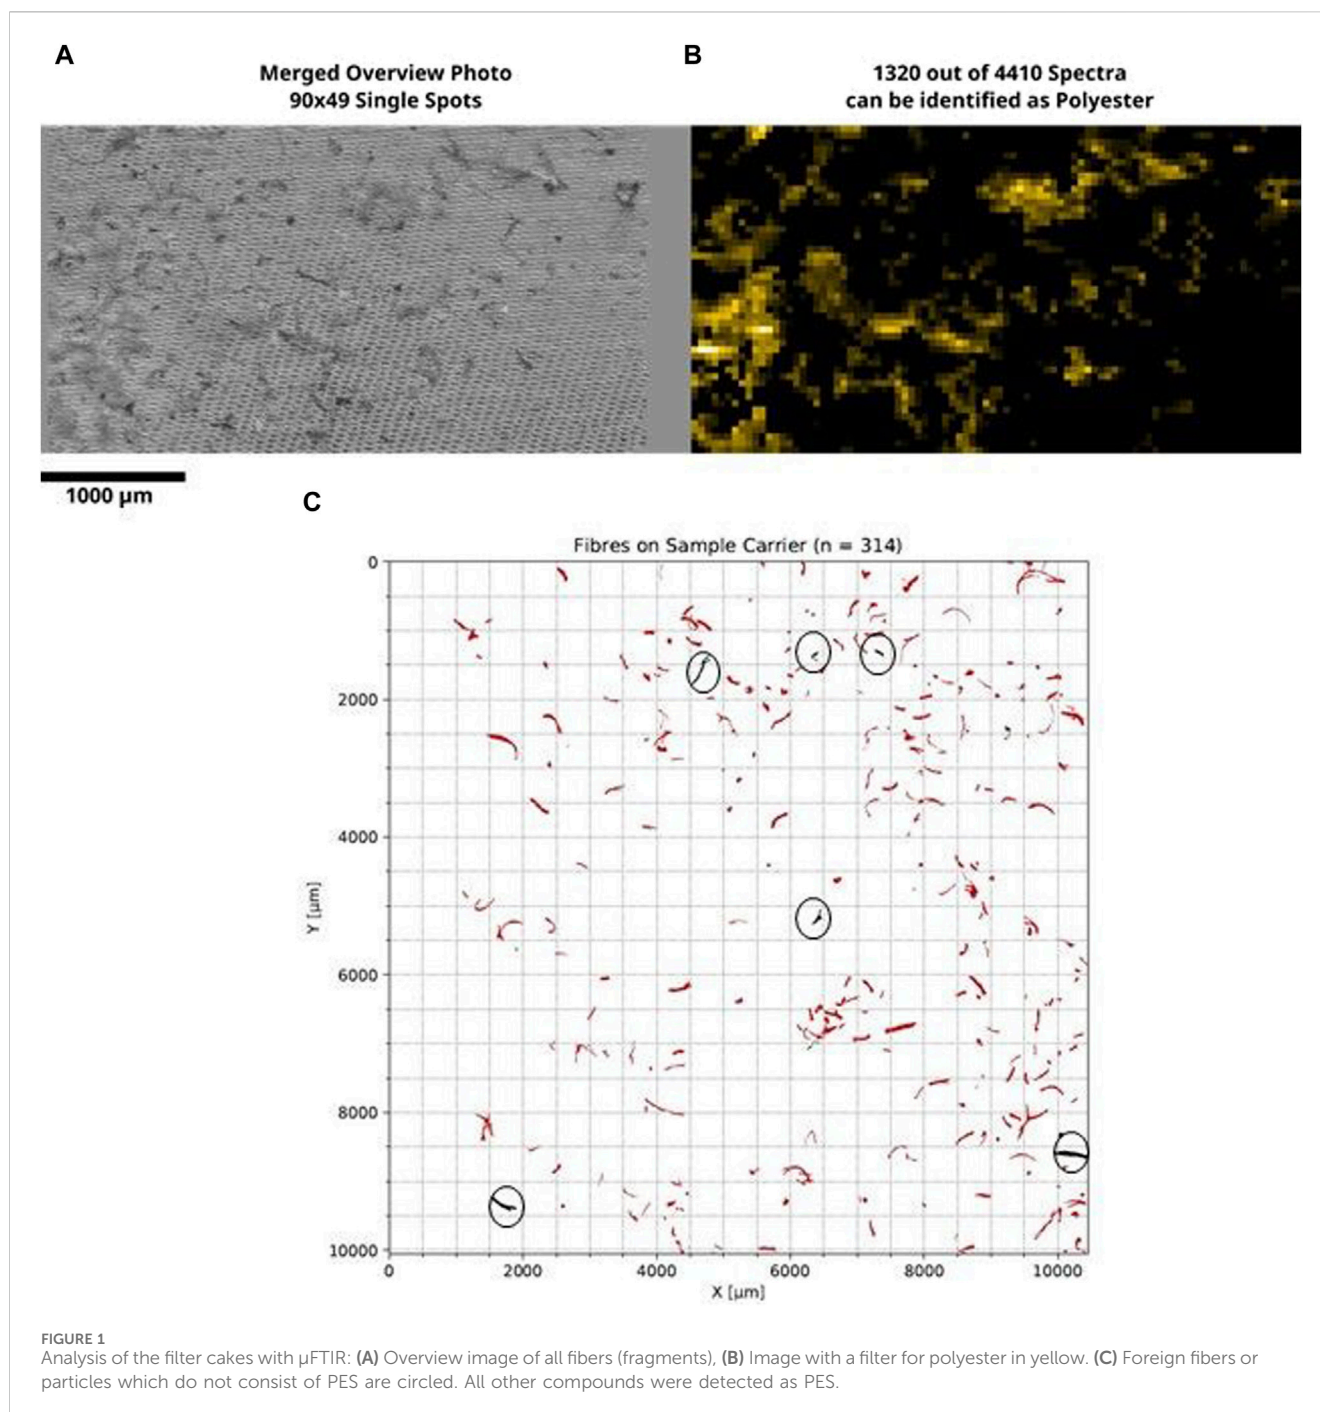 A
Merged Overview Photo
90x49 Single Spots
B
1320 out of 4410 Spectra
can be identified as Polyester
1000 µm
C
Fibres on Sample Carrier (n = 314)
0
2000
4000
6000
8000
10000
Y [µm]
0 2000 4000 6000 8000 10000
X [µm]
FIGURE 1
Analysis of the filter cakes with µFTIR: (A) Overview image of all fibers (fragments), (B) Image with a filter for polyester in yellow. (C) Foreign fibers or
particles which do not consist of PES are circled. All other compounds were detected as PES.